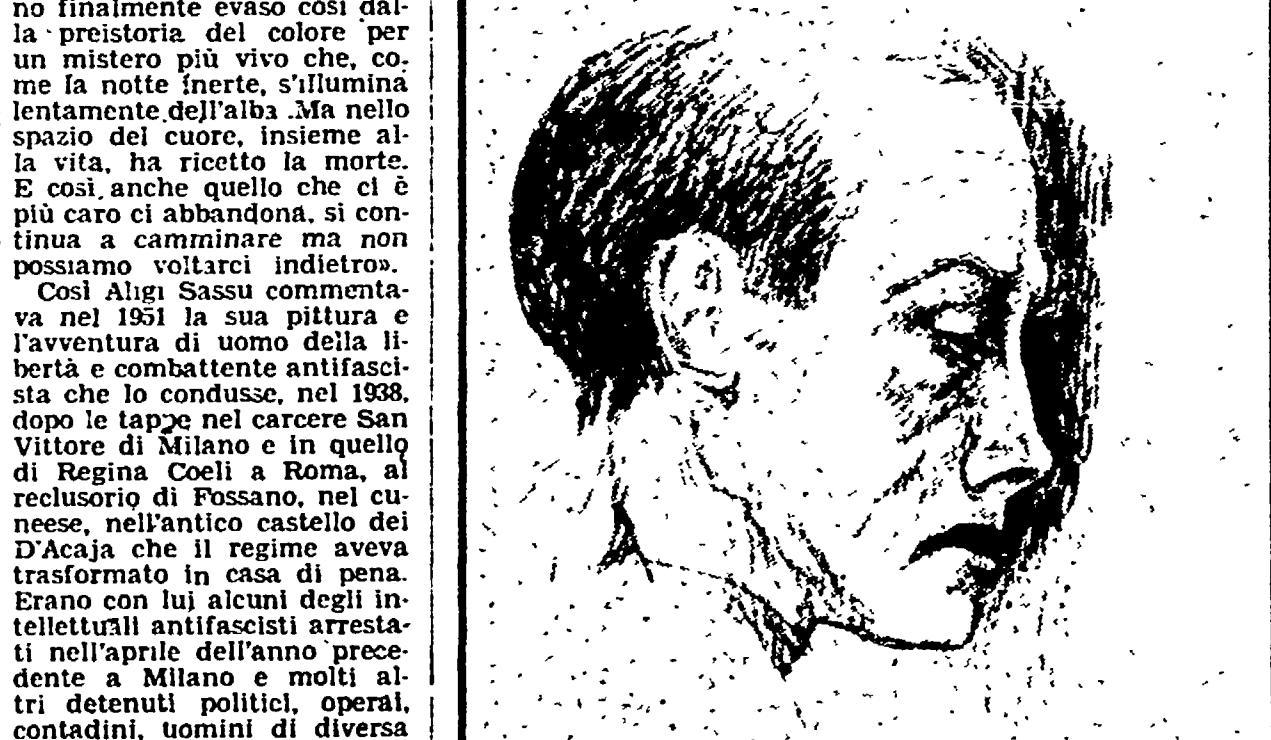 no finalmente evaso così dal-
la preistoria del colore per
un mistero più vivo che, co-
me la notte inerte, s'illumina
lentamente dell'alba .Ma nello
spazio del cuore, insieme al-
la vita, ha ricetto la morte.
E così, anche quello che ci è
più caro ci abbandona, si con-
tinua a camminare ma non
possiamo voltarci indietro».
Così Aligi Sassu commenta-
va nel 1951 la sua pittura e
l'avventura di uomo della li-
bertà e combattente antifasci-
sta che lo condusse, nel 1938,
dopo le tappe nel carcere San
Vittore di Milano e in quello
di Regina Coeli a Roma, al
reclusorio di Fossano, nel cu-
neese, nell'antico castello dei
D'Acaja che il regime aveva
trasformato in casa di pena.
Erano con lui alcuni degli in-
tellettuali antifascisti arresta-
ti nell'aprile dell'anno prece-
dente a Milano e molti al-
tri detenuti politici, operai,
contadini, uomini di diversa